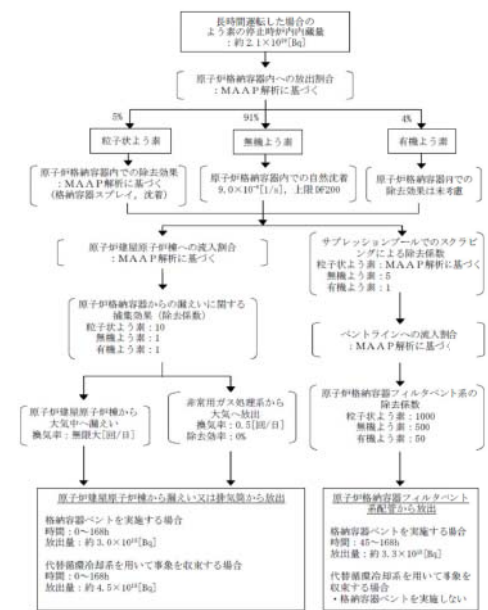 長時間運転した場合の
よう素の停止時炉内内蔵量
：約2.1×10¹⁹[Bq]
原子炉格納容器内への放出割合
：MAAP解析に基づく
5%
91%
4%
粒子状よう素
無機よう素
有機よう素
原子炉格納容器内での除去効果
：MAAP解析に基づく
(格納容器スプレイ，沈着)
原子炉格納容器内での自然沈着
9.0×10⁻⁴[1/s]，上限DF200
原子炉格納容器内での
除去効果は未考慮
原子炉建屋原子炉棟への流入割合
：MAAP解析に基づく
サプレッションプールでのスクラビ
ングによる除去係数
粒子状よう素：MAAP解析に基づく
無機よう素：5
有機よう素：1
原子炉格納容器からの漏えいに関する
捕集効果（除去係数）
粒子状よう素：10
無機よう素：1
有機よう素：1
ベントラインへの流入割合
：MAAP解析に基づく
原子炉建屋原子炉棟から
大気中へ漏えい
換気率：無限大[回/日]
非常用ガス処理系から
大気へ放出
換気率：0.5[回/日]
除去効率：0%
原子炉格納容器フィルタベント系の
除去係数
粒子状よう素：1000
無機よう素：500
有機よう素：50
原子炉建屋原子炉棟から漏えい又は排気筒から放出
格納容器ベントを実施する場合
時間：0～168h
放出量：約3.0×10[Bq]
代替循環冷却系を用いて事象を収束する場合
時間：0～168h
放出量：約4.5×10[Bq]
原子炉格納容器フィルタベント
系配管から放出
格納容器ベントを実施する場合
時間：45～168h
放出量：約3.3×10[Bq]
代替循環冷却系を用いて事象を
収束する場合
・格納容器ベントを実施しない